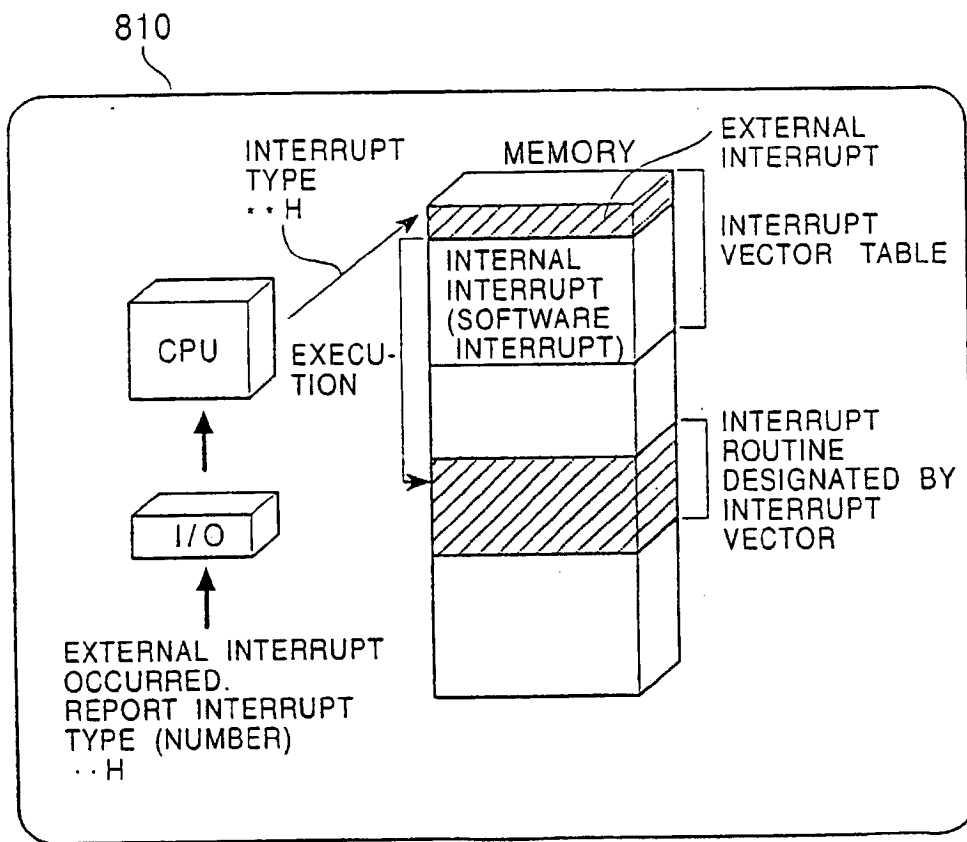 810
INTERRUPT
TYPE
**H
MEMORY
EXTERNAL
INTERRUPT
INTERRUPT
VECTOR TABLE
INTERNAL
INTERRUPT
(SOFTWARE
INTERRUPT)
CPU
EXECU-
TION
INTERRUPT
ROUTINE
DESIGNATED BY
INTERRUPT
VECTOR
I/O
EXTERNAL INTERRUPT
OCCURRED.
REPORT INTERRUPT
TYPE (NUMBER)
··H